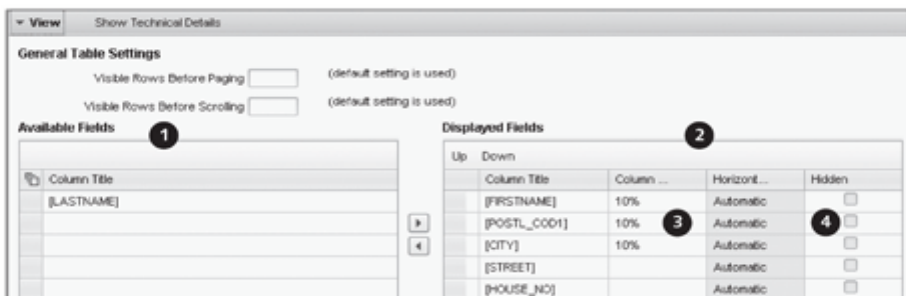 View Show Technical Details
General Table Settings
Visible Rows Before Paging (default setting is used)
Visible Rows Before Scrolling (default setting is used)
Available Fields 1 Displayed Fields 2
Up Down
Column Title Column Title Column ... Horizont... Hidden
[LASTNAME] [FIRSTNAME] 10% Automatic
[POSTL_COD1] 10% 3 Automatic 4
[CITY] 10% Automatic
[STREET] Automatic
[HOUSE_NO] Automatic